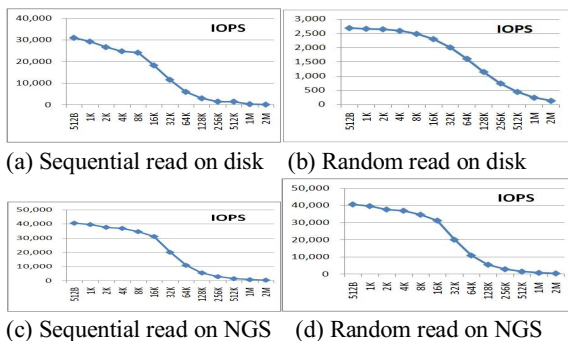 IOPS
40,000
30,000
20,000
10,000
0
512B 1K 2K 4K 8K 16K 32K 64K 128K 256K 512K 1M 2M
(a) Sequential read on disk
IOPS
3,000
2,500
2,000
1,500
1,000
500
0
512B 1K 2K 4K 8K 16K 32K 64K 128K 256K 512K 1M 2M
(b) Random read on disk
IOPS
50,000
40,000
30,000
20,000
10,000
0
512B 1K 2K 4K 8K 16K 32K 64K 128K 256K 512K 1M 2M
(c) Sequential read on NGS
IOPS
50,000
40,000
30,000
20,000
10,000
0
512B 1K 2K 4K 8K 16K 32K 64K 128K 256K 512K 1M 2M
(d) Random read on NGS